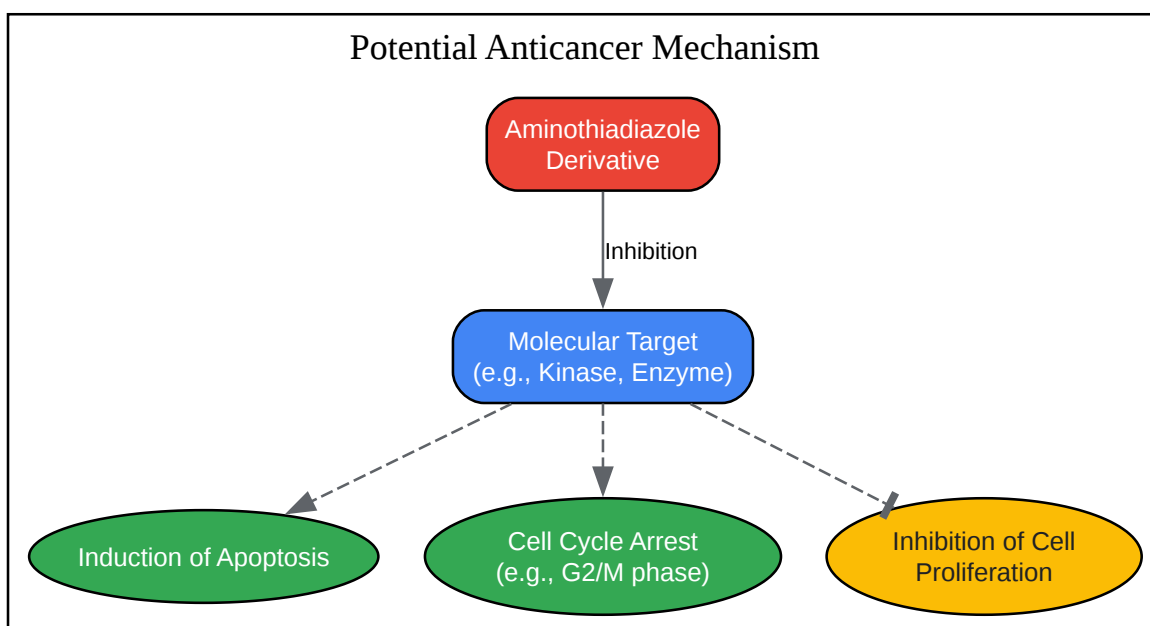 Potential Anticancer Mechanism
Aminothiadiazole
Derivative
Inhibition
Molecular Target
(e.g., Kinase, Enzyme)
Induction of Apoptosis
Cell Cycle Arrest
(e.g., G2/M phase)
Inhibition of Cell
Proliferation